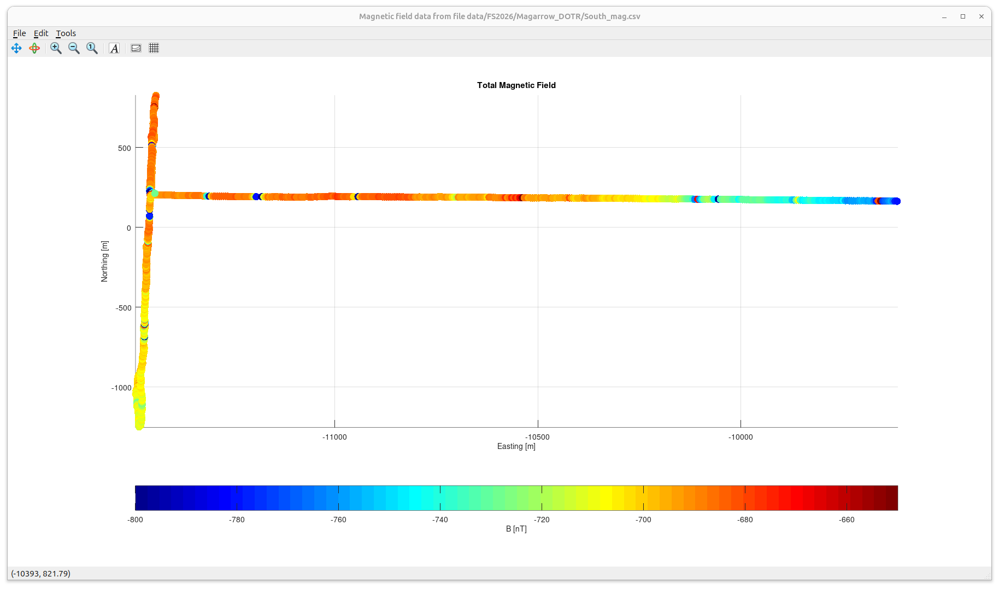 Magnetic field data from file data/FS2026/Magarrow_DOTR/South_mag.csv
File Edit Tools
1 A
Total Magnetic Field
500
0
-500
-1000
Northing [m]
-11000 -10500 -10000
Easting [m]
-800 -780 -760 -740 -720 -700 -680 -660
B [nT]
(-10393, 821.79)